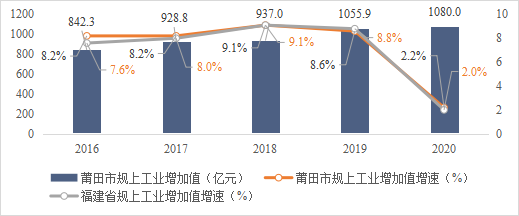 842.3 928.8 937.0 1055.9 1080.0
1200 10
1000 8
800 6
600 4
400 2
200 0
0
8.2% 8.2% 9.1% 8.6% 2.2%
7.6% 8.0% 9.1% 8.8% 2.0%
2016 2017 2018 2019 2020
莆田市规上工业增加值（亿元） 莆田市规上工业增加值增速（%）
福建省规上工业增加值增速（%）